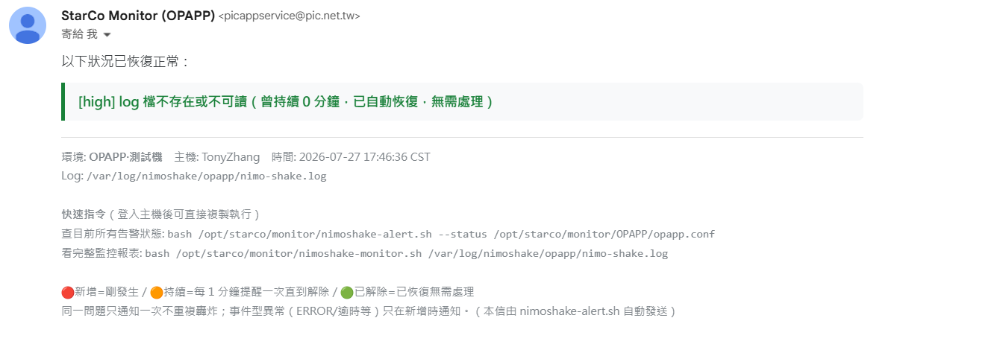 StarCo Monitor (OPAPP) <picappservice@pic.net.tw>
寄給 我
以下狀況已恢復正常：
[high] log 檔不存在或不可讀（曾持續 0 分鐘・已自動恢復・無需處理）
環境: OPAPP·測試機 主機: TonyZhang 時間: 2026-07-27 17:46:36 CST
Log: /var/log/nimoshake/opapp/nimo-shake.log
快速指令（登入主機後可直接複製執行）
查目前所有告警狀態: bash /opt/starco/monitor/nimoshake-alert.sh --status /opt/starco/monitor/OPAPP/opapp.conf
看完整監控報表: bash /opt/starco/monitor/nimoshake-monitor.sh /var/log/nimoshake/opapp/nimo-shake.log
🔴新增=剛發生 / 🟠持續=每 1 分鐘提醒一次直到解除 / 🟢已解除=已恢復無需處理
同一問題只通知一次不重複轟炸；事件型異常（ERROR/逾時等）只在新增時通知。（本信由 nimoshake-alert.sh 自動發送）